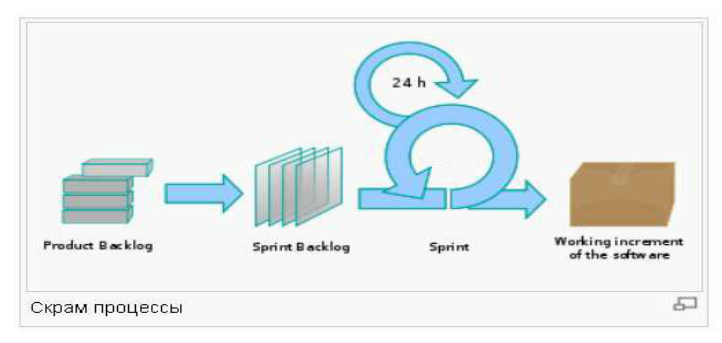 24 h
Product Backlog
Sprint Backlog
Sprint
Working increment
of the software
Скрам процессы